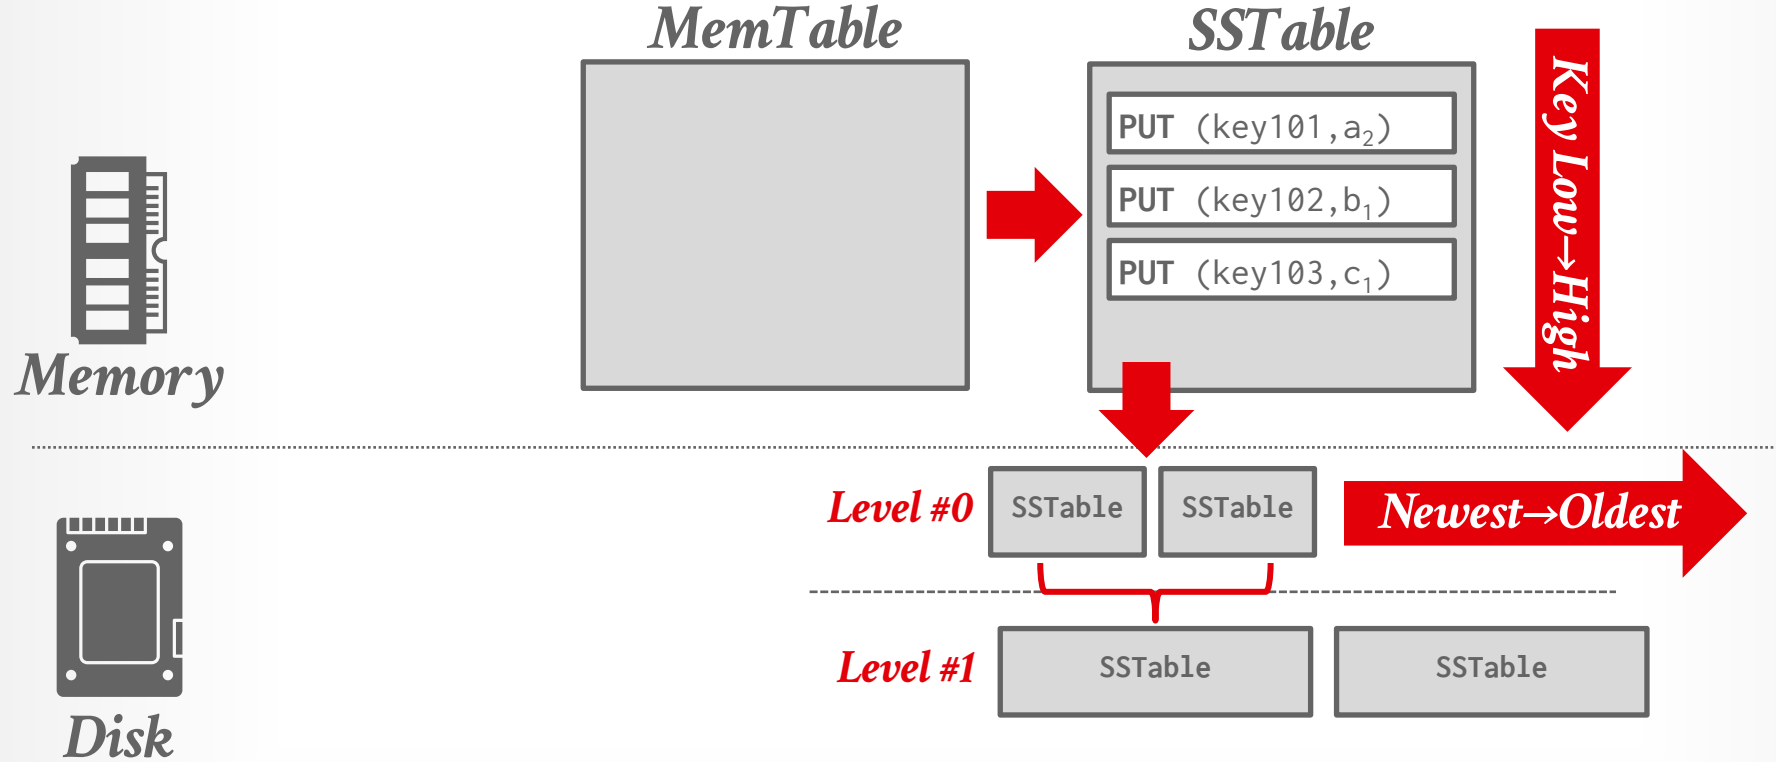 MemTable
SSTable
PUT (key101,a₂)
PUT (key102,b₁)
PUT (key103,c₁)
Key Low→High
Memory
Level #0
SSTable
SSTable
Newest→Oldest
Level #1
SSTable
SSTable
Disk